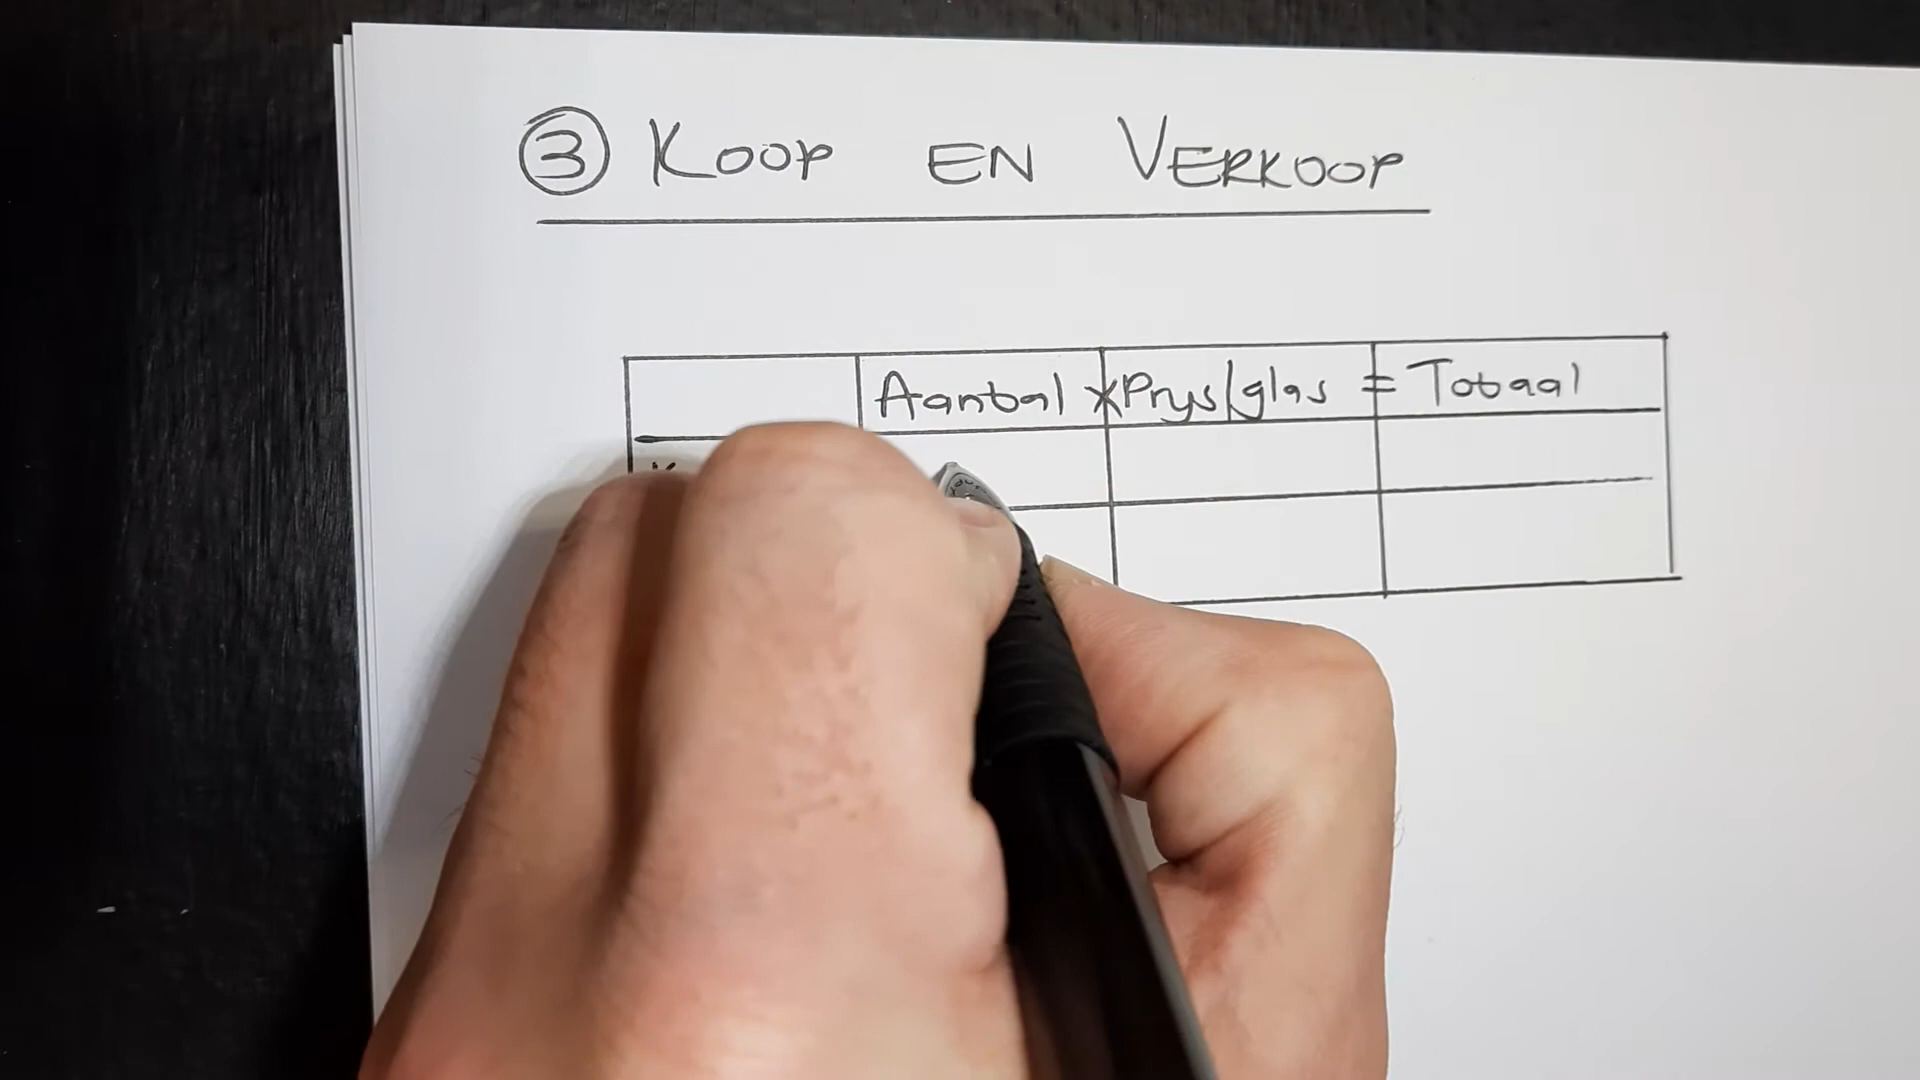 3 KOOP EN VERKOOP
Aantal × Prys/glas = Totaal